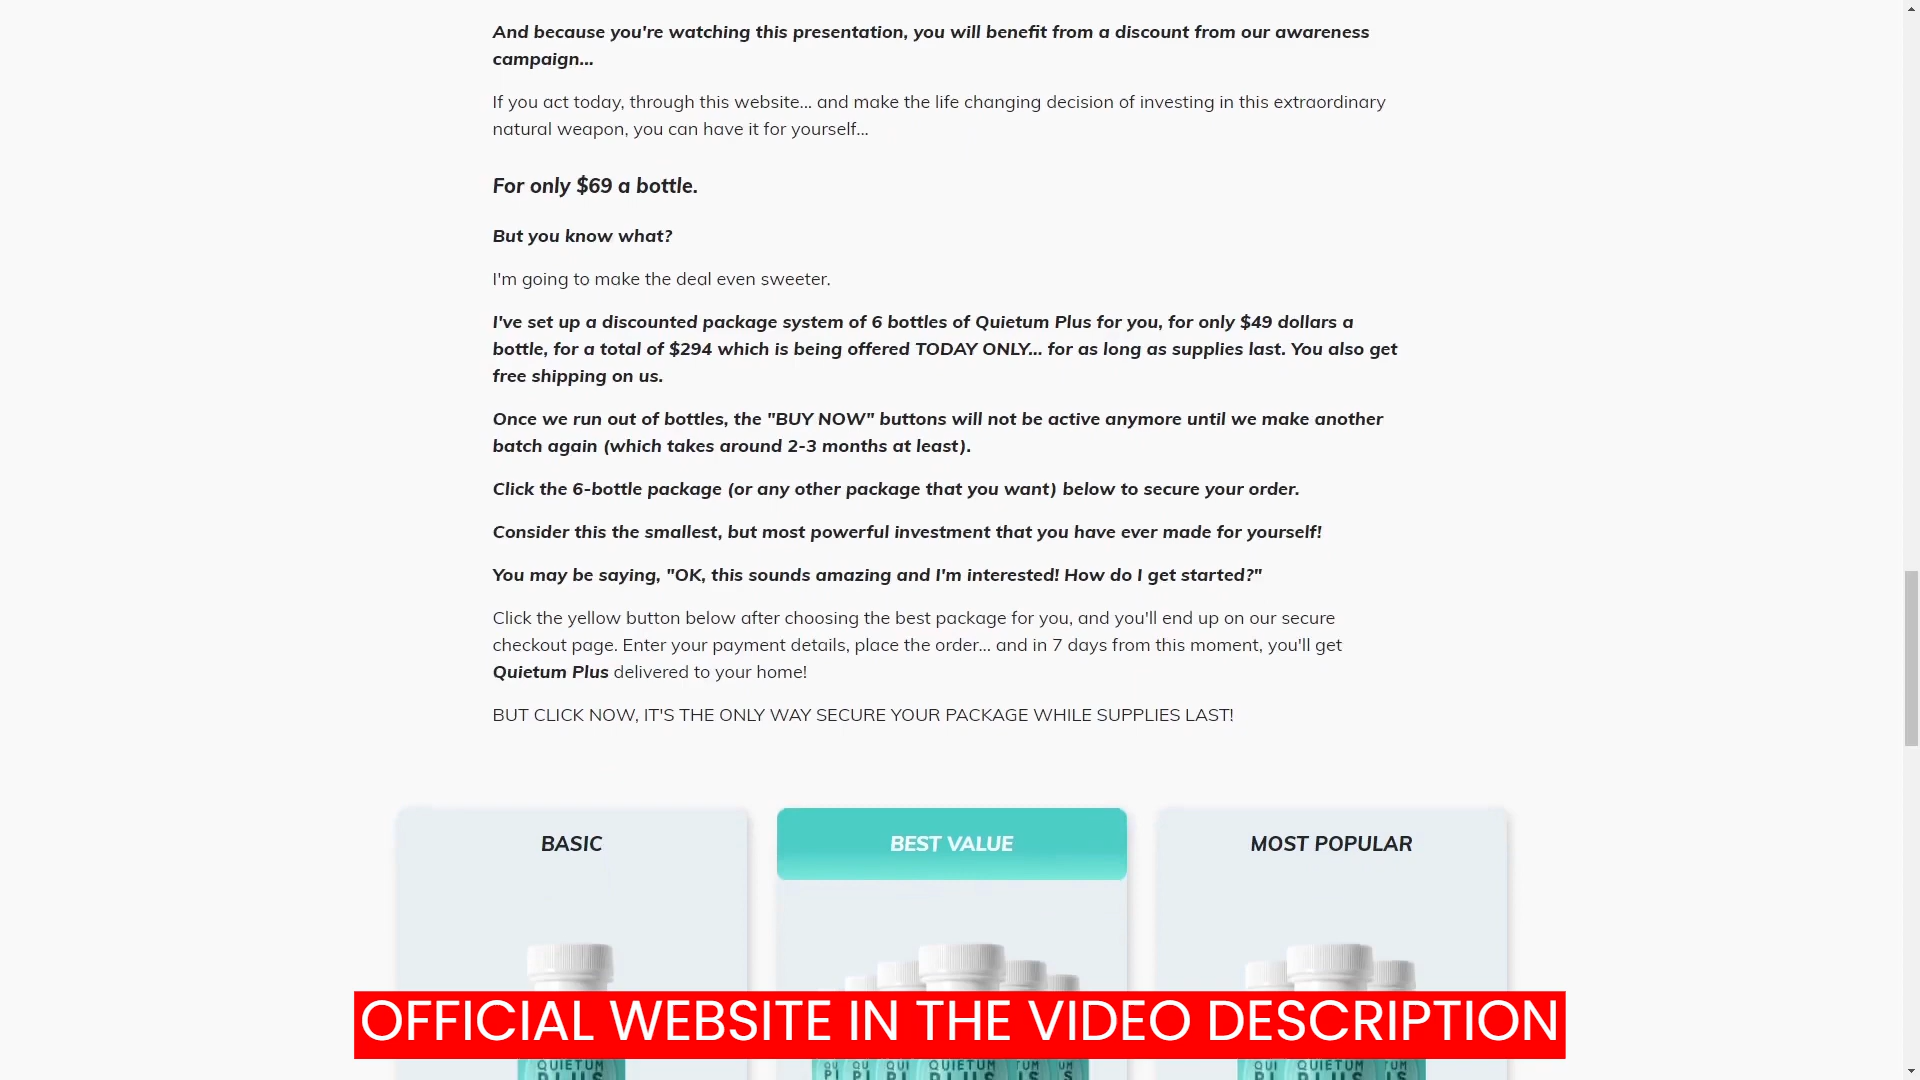 And because you're watching this presentation, you will benefit from a discount from our awareness
campaign...
If you act today, through this website... and make the life changing decision of investing in this extraordinary
natural weapon, you can have it for yourself...
For only $69 a bottle.
But you know what?
I'm going to make the deal even sweeter.
I've set up a discounted package system of 6 bottles of Quietum Plus for you, for only $49 dollars a
bottle, for a total of $294 which is being offered TODAY ONLY... for as long as supplies last. You also get
free shipping on us.
Once we run out of bottles, the "BUY NOW" buttons will not be active anymore until we make another
batch again (which takes around 2-3 months at least).
Click the 6-bottle package (or any other package that you want) below to secure your order.
Consider this the smallest, but most powerful investment that you have ever made for yourself!
You may be saying, "OK, this sounds amazing and I'm interested! How do I get started?"
Click the yellow button below after choosing the best package for you, and you'll end up on our secure
checkout page. Enter your payment details, place the order... and in 7 days from this moment, you'll get
Quietum Plus delivered to your home!
BUT CLICK NOW, IT'S THE ONLY WAY SECURE YOUR PACKAGE WHILE SUPPLIES LAST!
BASIC BEST VALUE MOST POPULAR
OFFICIAL WEBSITE IN THE VIDEO DESCRIPTION
QUIETUM QUIETUM QUIETUM
PLUS PLUS PLUS